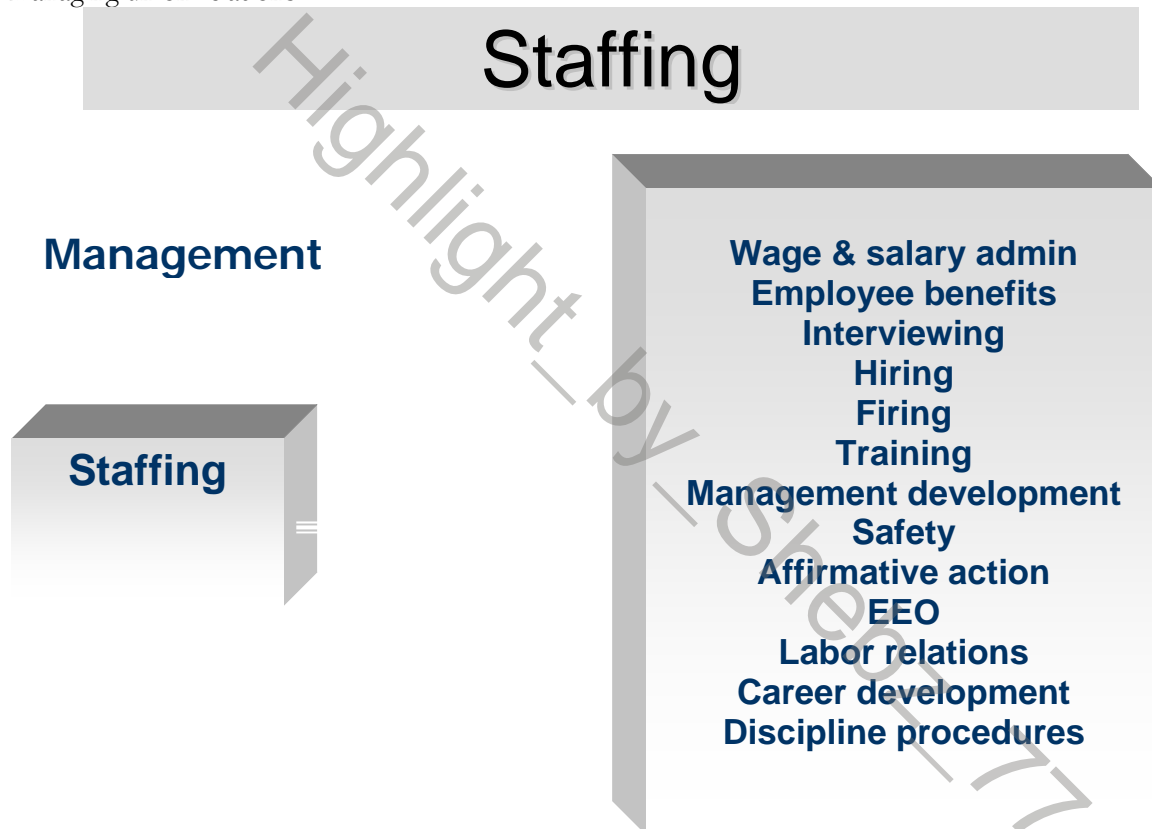 Staffing
Management
Staffing
Wage & salary admin
Employee benefits
Interviewing
Hiring
Firing
Training
Management development
Safety
Affirmative action
EEO
Labor relations
Career development
Discipline procedures
Highlight_by_Sheb_77